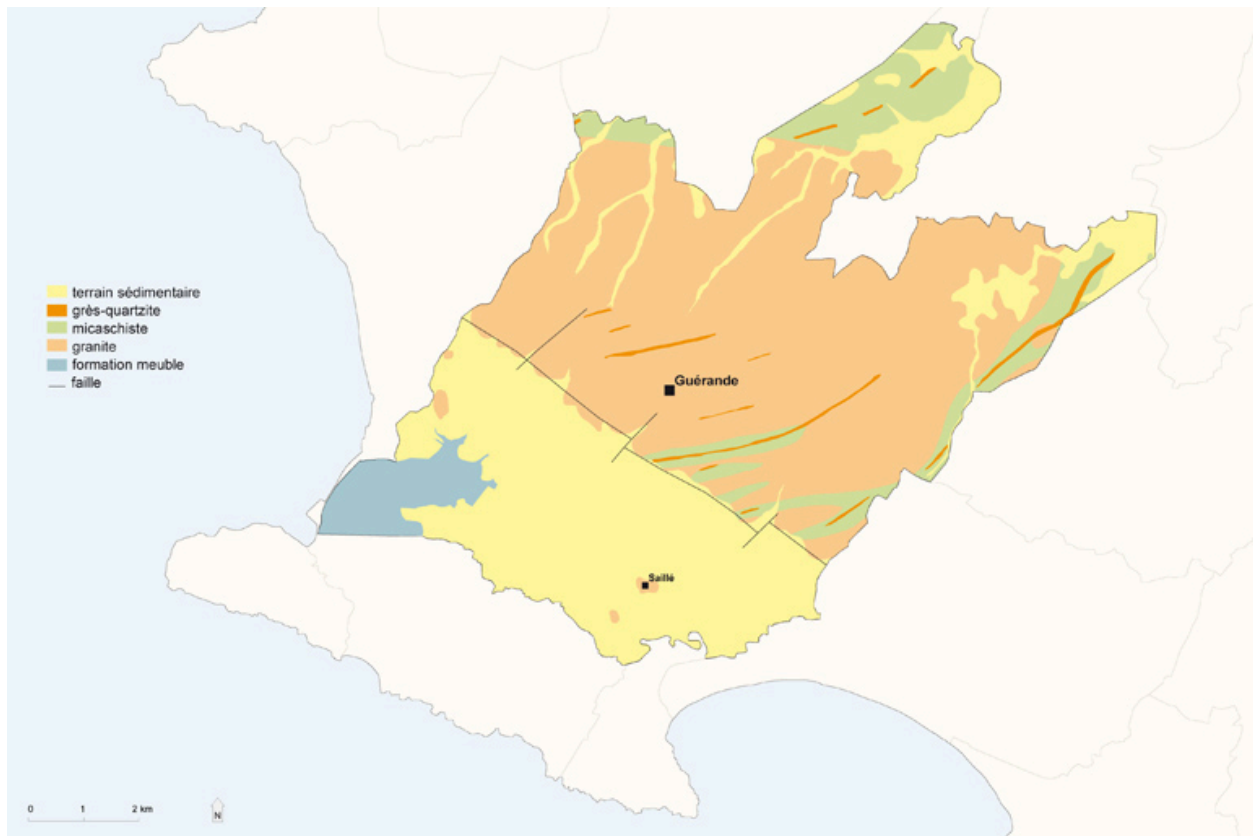 terrain sédimentaire
grès-quartzite
micaschiste
granite
formation meuble
faille
Guérande
Saillé
0 1 2 km
N